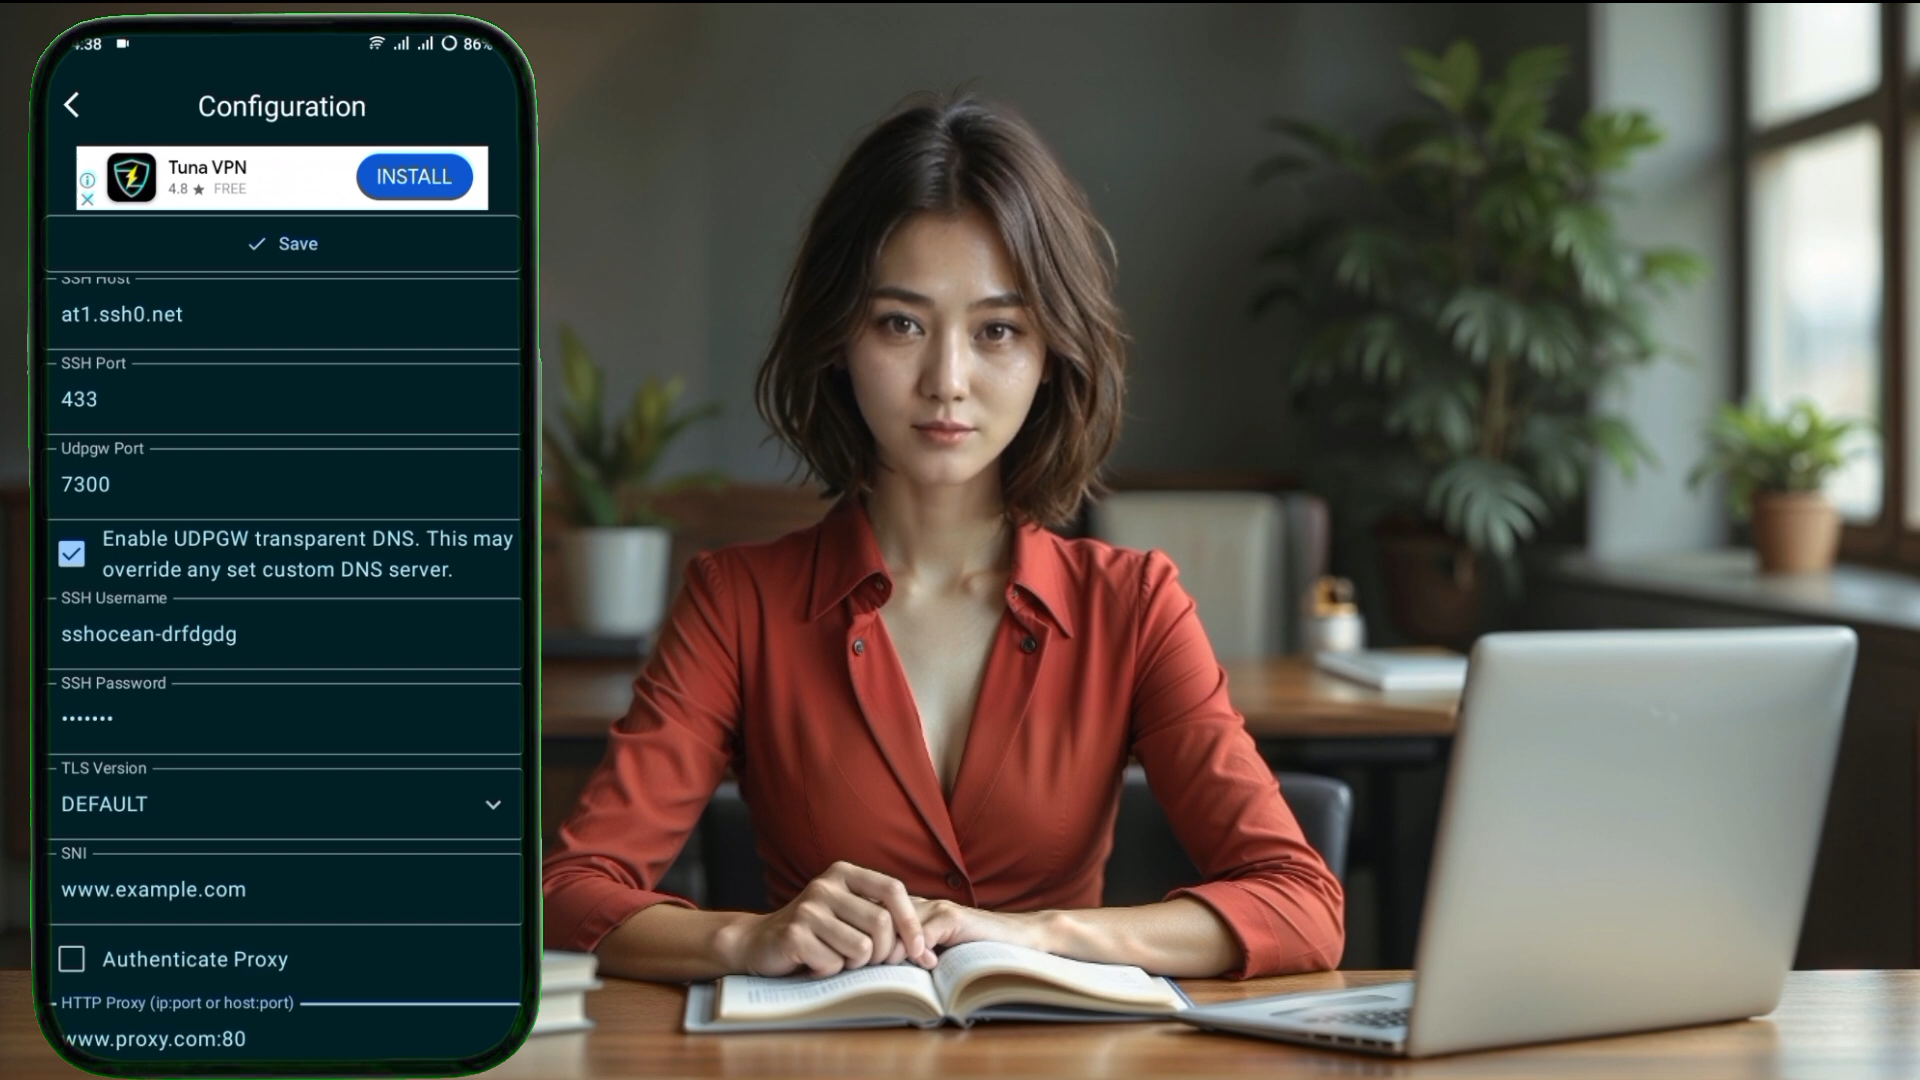 4:38
86%
Configuration
Tuna VPN
4.8 ★ FREE
INSTALL
Save
SSH Host
at1.ssh0.net
SSH Port
433
Udpgw Port
7300
Enable UDPGW transparent DNS. This may
override any set custom DNS server.
SSH Username
sshocean-drfdgdg
SSH Password
•••••••
TLS Version
DEFAULT
SNI
www.example.com
Authenticate Proxy
HTTP Proxy (ip:port or host:port)
www.proxy.com:80